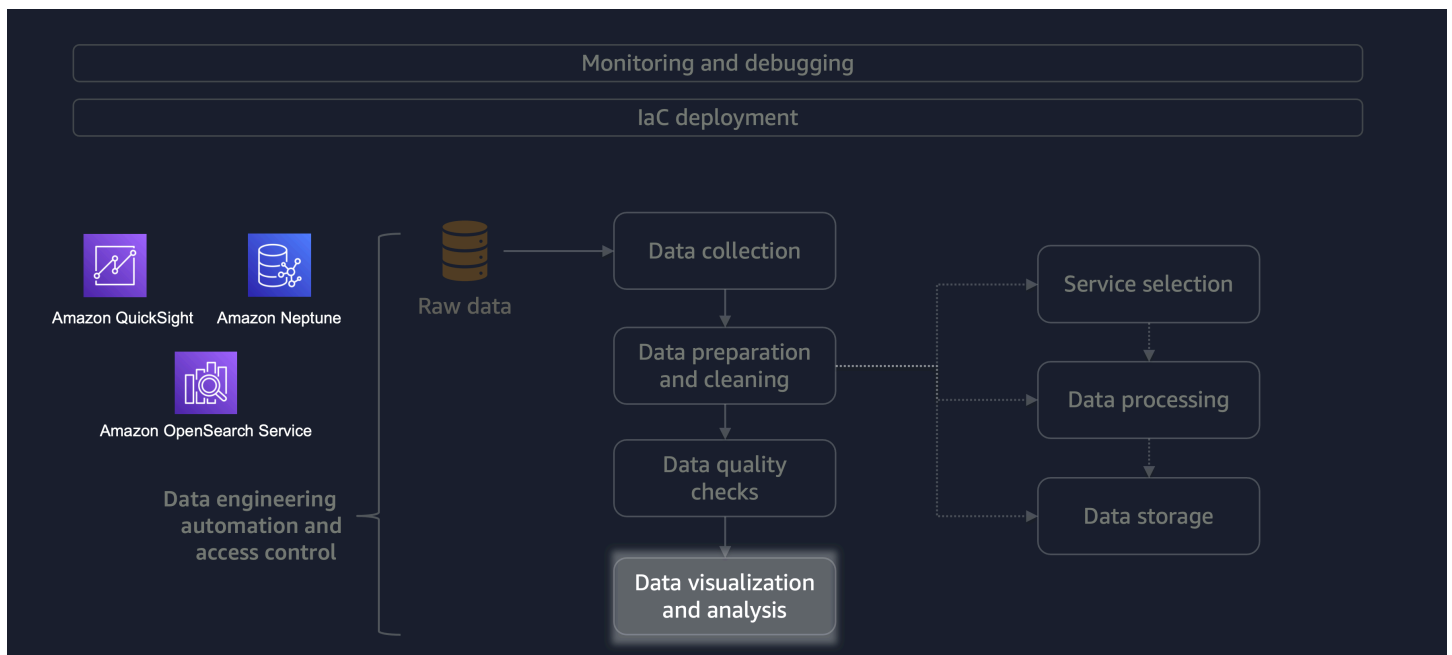 Monitoring and debugging
IaC deployment
Amazon QuickSight
Amazon Neptune
Amazon OpenSearch Service
Data engineering
automation and
access control
Raw data
Data collection
Data preparation
and cleaning
Data quality
checks
Data visualization
and analysis
Service selection
Data processing
Data storage